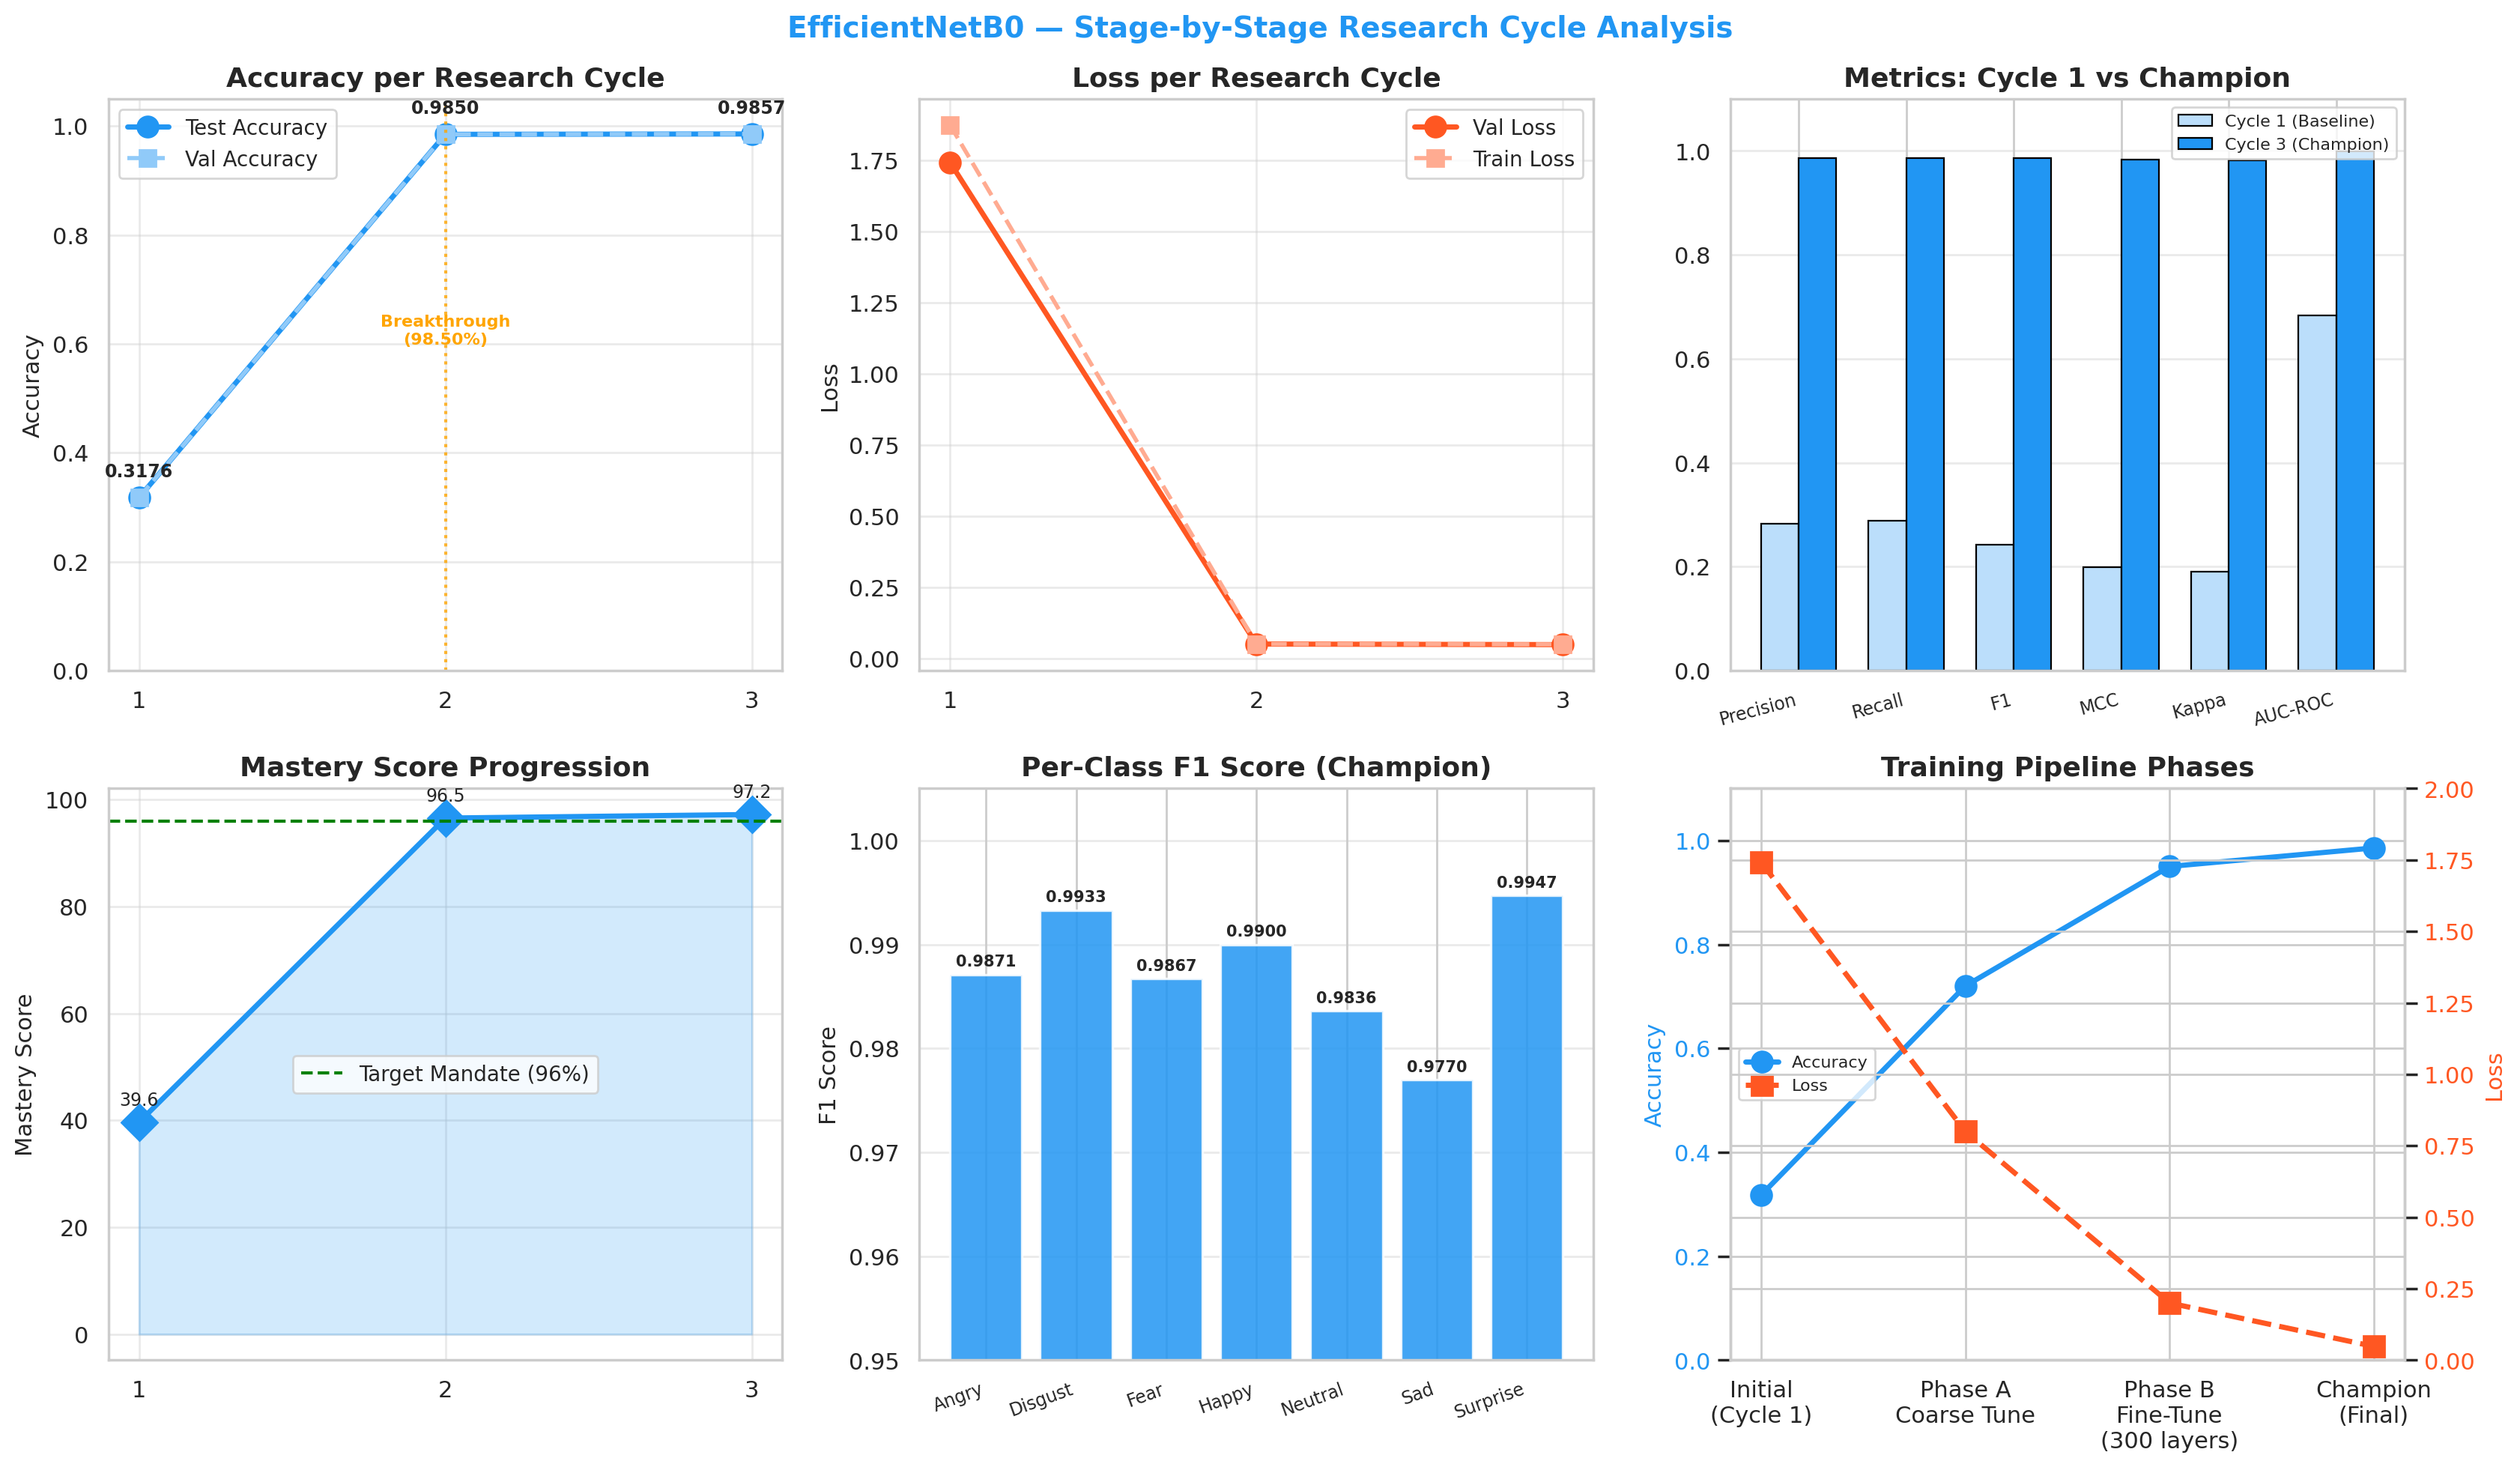 EfficientNetB0 — Stage-by-Stage Research Cycle Analysis
Accuracy per Research Cycle
Accuracy
1.0
0.8
0.6
0.4
0.2
0.0
Test Accuracy
Val Accuracy
0.3176
0.9850
0.9857
Breakthrough
(98.50%)
1
2
3
Loss per Research Cycle
Loss
1.75
1.50
1.25
1.00
0.75
0.50
0.25
0.00
Val Loss
Train Loss
1
2
3
Metrics: Cycle 1 vs Champion
1.0
0.8
0.6
0.4
0.2
0.0
Cycle 1 (Baseline)
Cycle 3 (Champion)
Precision
Recall
F1
MCC
Kappa
AUC-ROC
Mastery Score Progression
Mastery Score
100
80
60
40
20
0
39.6
96.5
97.2
Target Mandate (96%)
1
2
3
Per-Class F1 Score (Champion)
F1 Score
1.00
0.99
0.98
0.97
0.96
0.95
0.9871
0.9933
0.9867
0.9900
0.9836
0.9770
0.9947
Angry
Disgust
Fear
Happy
Neutral
Sad
Surprise
Training Pipeline Phases
Accuracy
1.0
0.8
0.6
0.4
0.2
0.0
Accuracy
Loss
2.00
1.75
1.50
1.25
1.00
0.75
0.50
0.25
0.00
Loss
Initial
(Cycle 1)
Phase A
Coarse Tune
Phase B
Fine-Tune
(300 layers)
Champion
(Final)